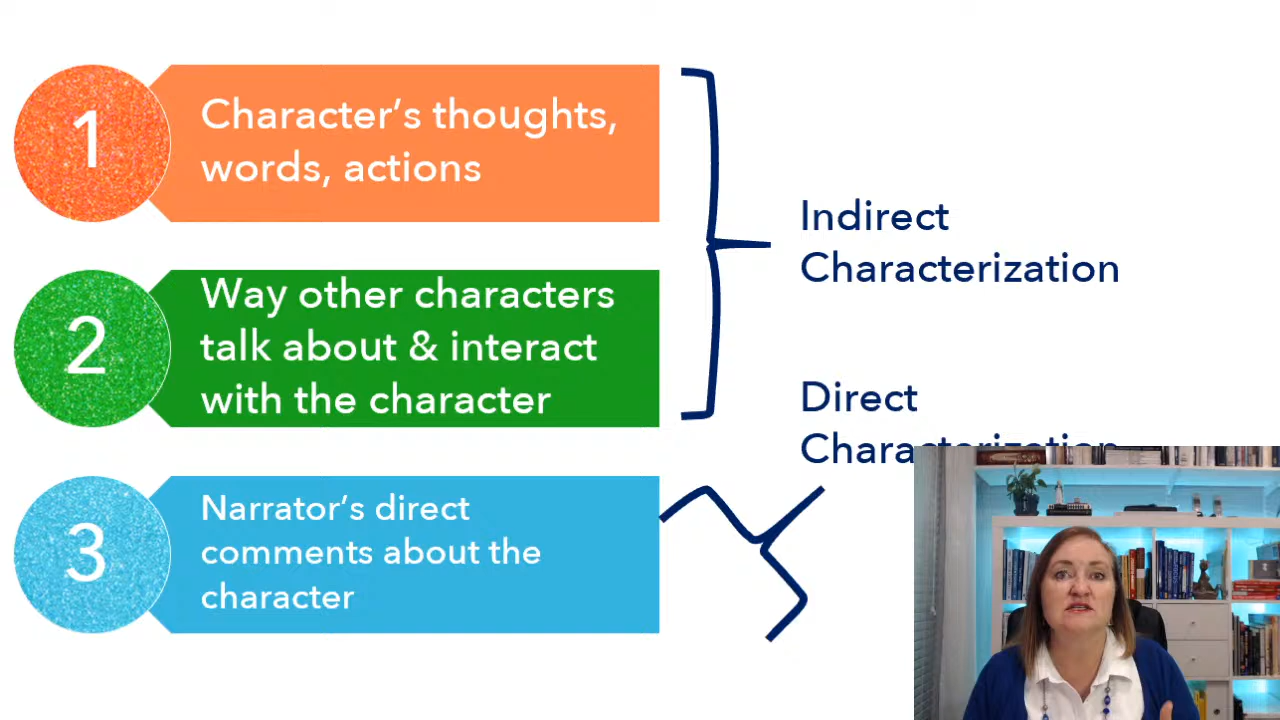 1
Character's thoughts,
words, actions
2
Way other characters
talk about & interact
with the character
3
Narrator's direct
comments about the
character
Indirect
Characterization
Direct
Characterization